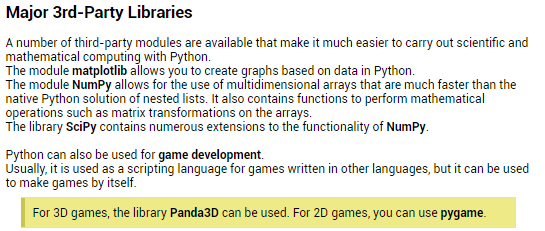 Major 3rd-Party Libraries
A number of third-party modules are available that make it much easier to carry out scientific and
mathematical computing with Python.
The module matplotlib allows you to create graphs based on data in Python.
The module NumPy allows for the use of multidimensional arrays that are much faster than the
native Python solution of nested lists. It also contains functions to perform mathematical
operations such as matrix transformations on the arrays.
The library SciPy contains numerous extensions to the functionality of NumPy.
Python can also be used for game development.
Usually, it is used as a scripting language for games written in other languages, but it can be used
to make games by itself.
For 3D games, the library Panda3D can be used. For 2D games, you can use pygame.